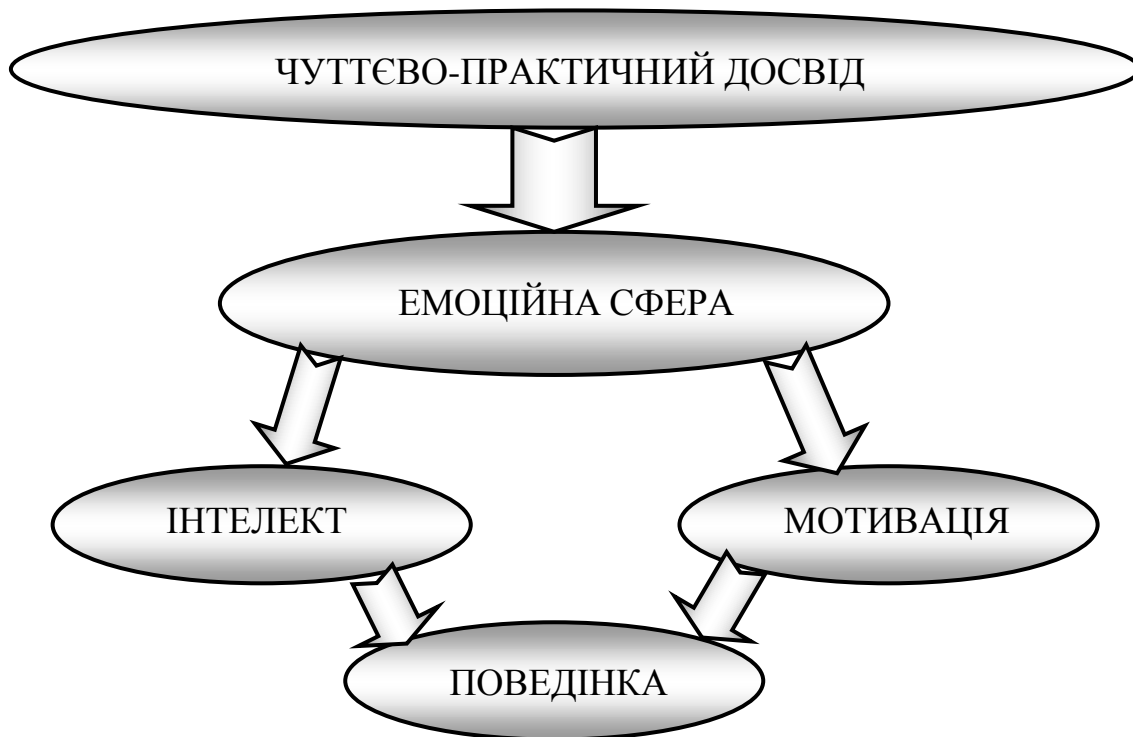 ЧУТТЄВО-ПРАКТИЧНИЙ ДОСВІД
ЕМОЦІЙНА СФЕРА
ІНТЕЛЕКТ
МОТИВАЦІЯ
ПОВЕДІНКА